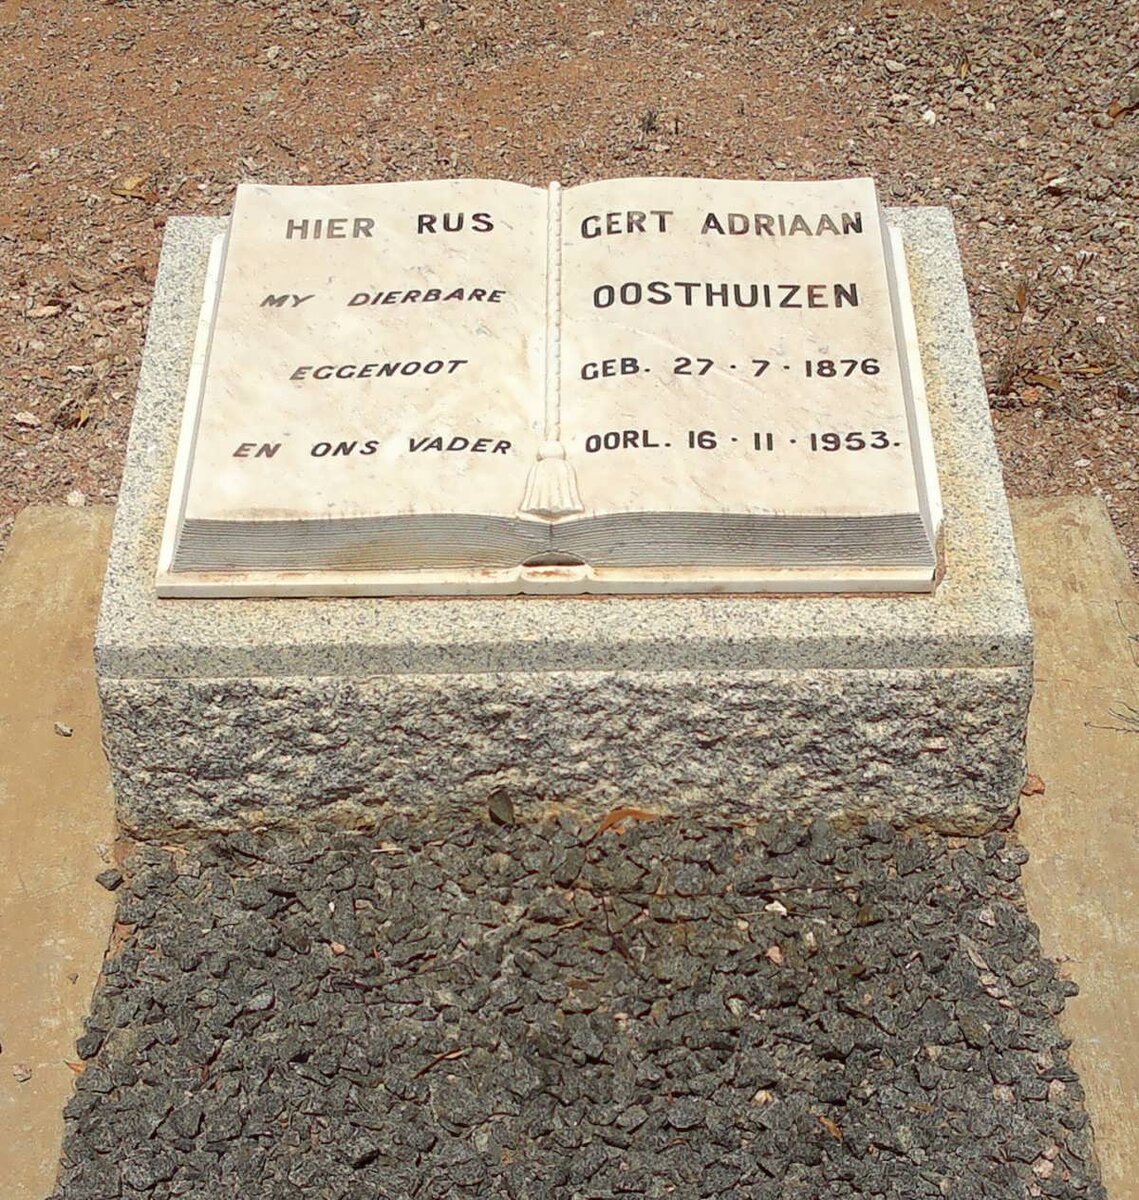 HIER RUS
MY DIERBARE
EGGENOOT
EN ONS VADER
GERT ADRIAAN
OOSTHUIZEN
GEB. 27·7·1876
OORL. 16·11·1953.